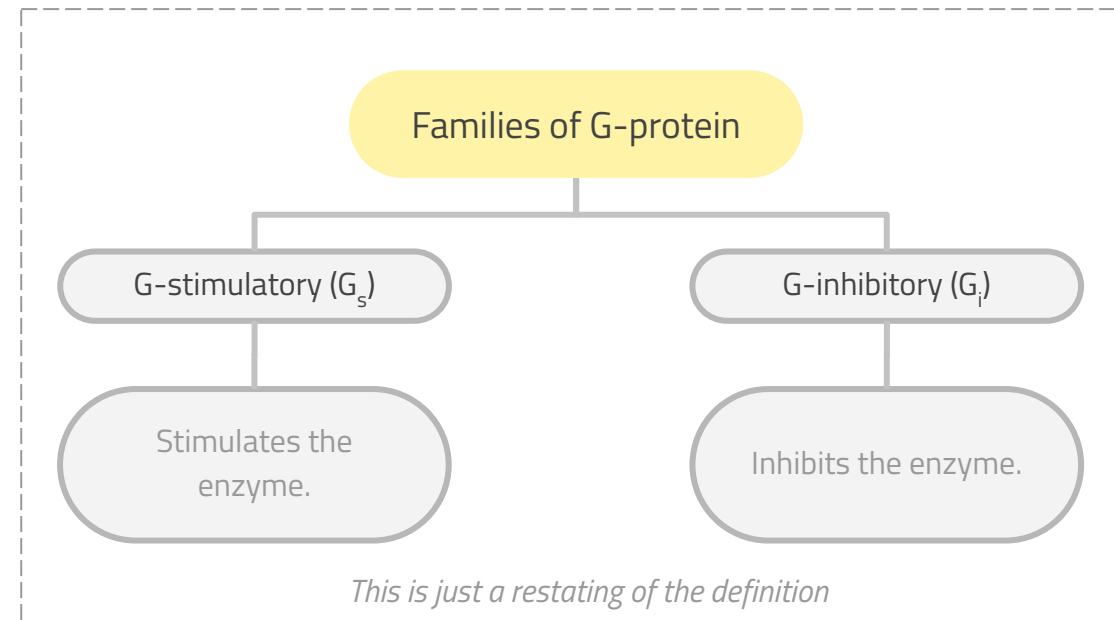 Families of G-protein
G-stimulatory (Gs)
G-inhibitory (Gi)
Stimulates the
enzyme.
Inhibits the enzyme.
This is just a restating of the definition